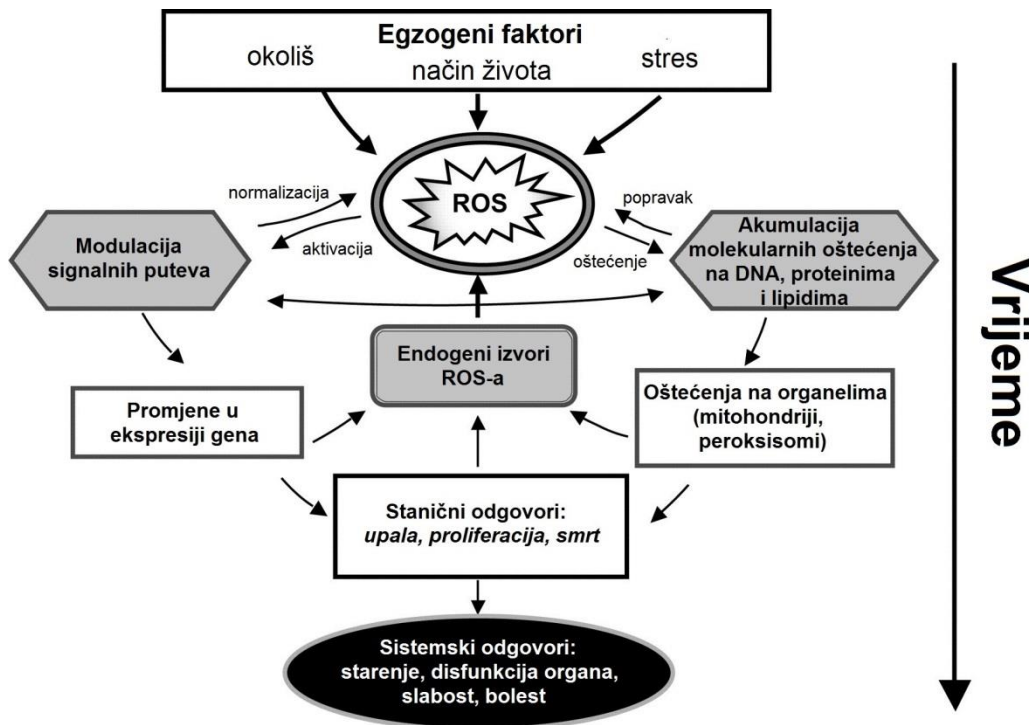 Egzogeni faktori
okoliš
način života
stres
ROS
normalizacija
aktivacija
popravak
oštećenje
Modulacija
signalnih puteva
Akumulacija
molekularnih oštećenja
na DNA, proteinima
i lipidima
Endogeni izvori
ROS-a
Promjene u
ekspresiji gena
Oštećenja na organelima
(mitohondriji,
peroksisomi)
Stanični odgovori:
upala, proliferacija, smrt
Sistemski odgovori:
starenje, disfunkcija organa,
slabost, bolest
Vrijeme